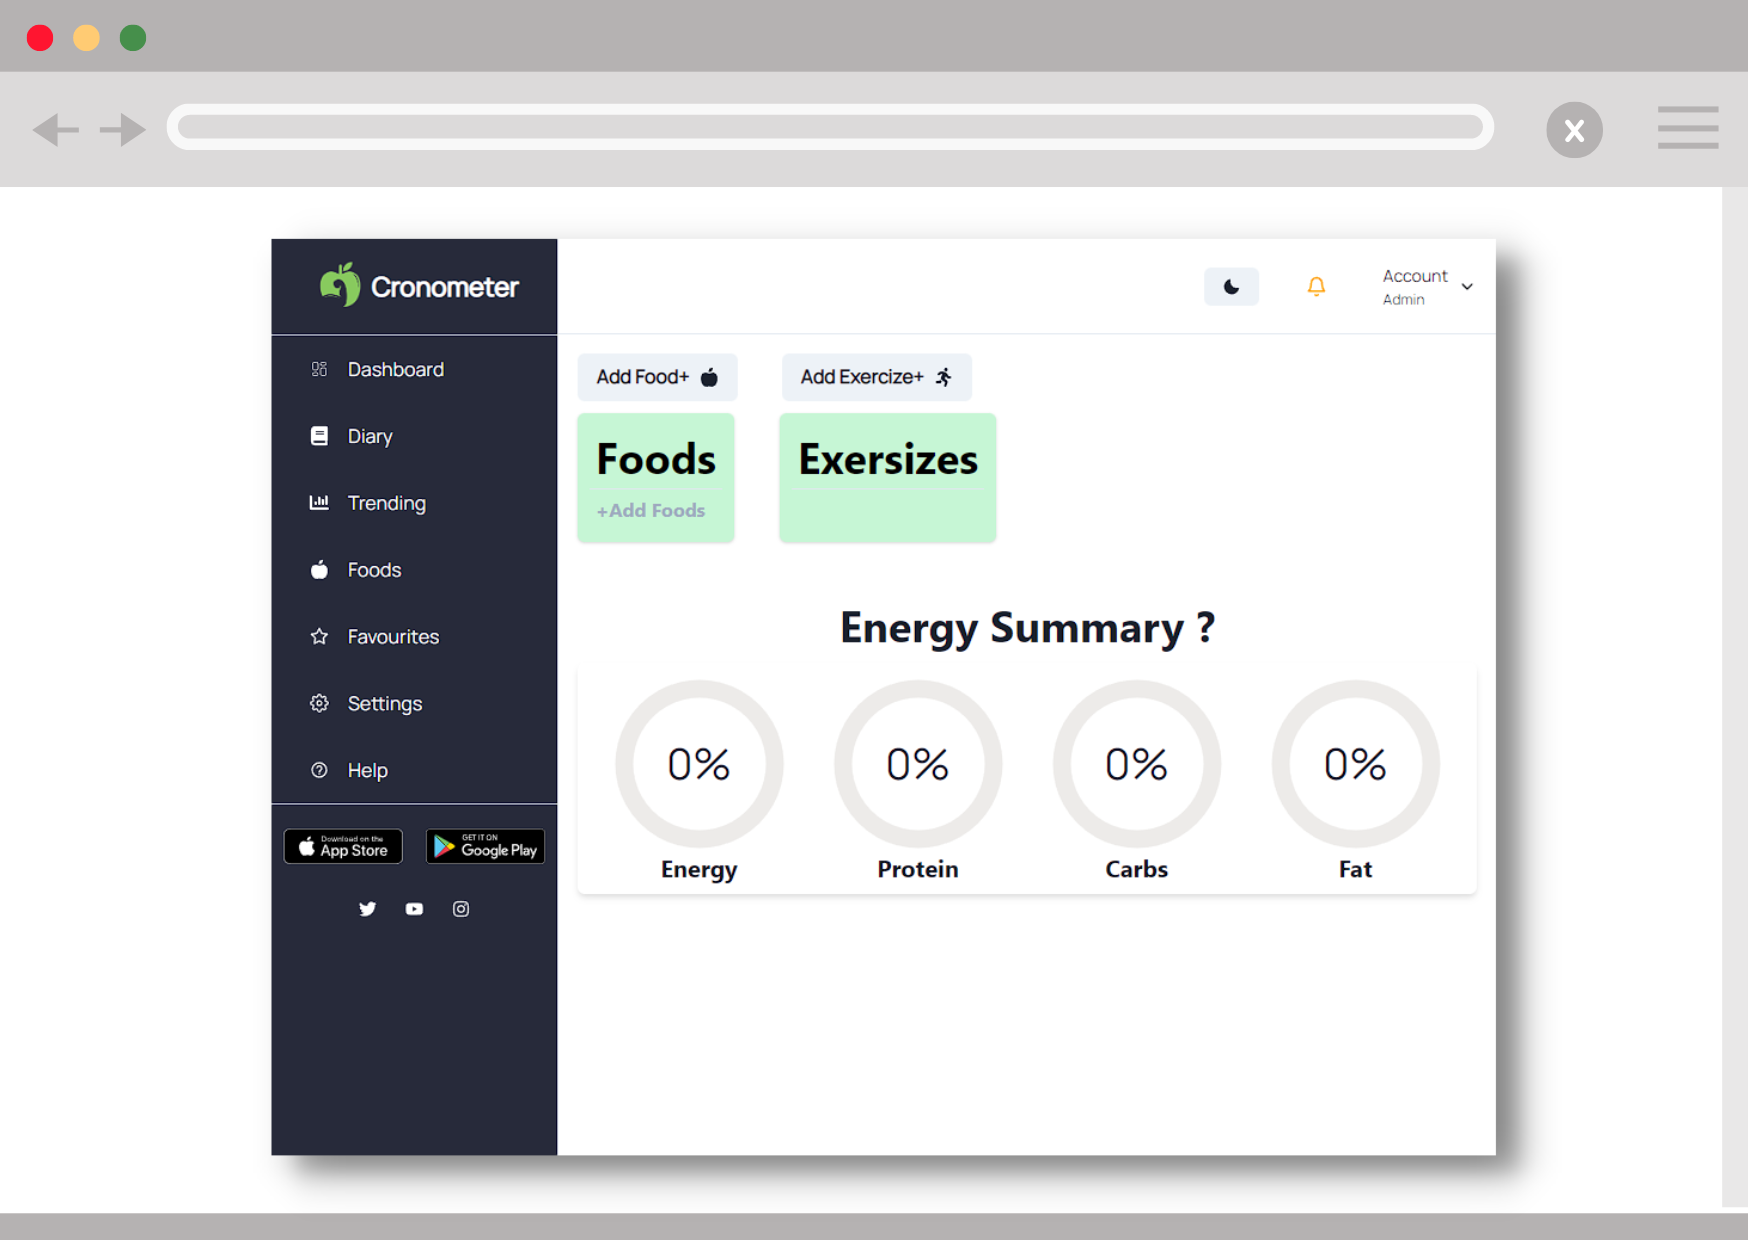 X
Cronometer
Account
Admin
Dashboard
Diary
Trending
Foods
Favourites
Settings
Help
Download on the
App Store
GET IT ON
Google Play
Add Food+
Add Exercize+
Foods
+Add Foods
Exersizes
Energy Summary ?
0%
0%
0%
0%
Energy
Protein
Carbs
Fat